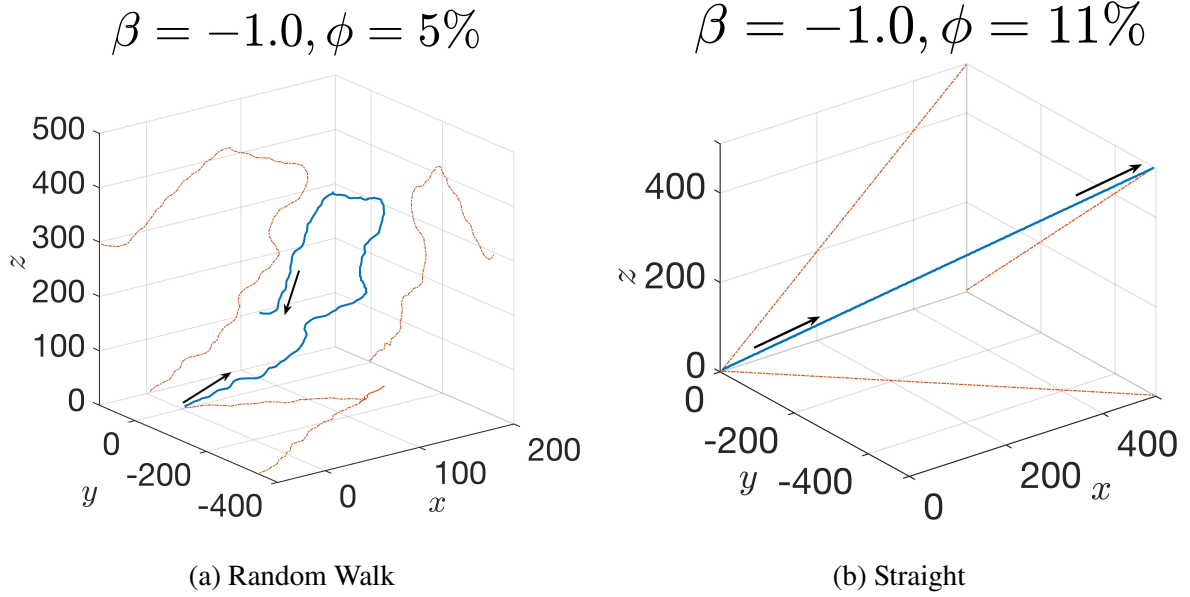 β = −1.0, ϕ = 5%
500
400
300
200
100
0
z
0
-200
-400
y
0
100
200
x
(a) Random Walk
β = −1.0, ϕ = 11%
400
200
0
z
0
-200
-400
y
0
200
400
x
(b) Straight